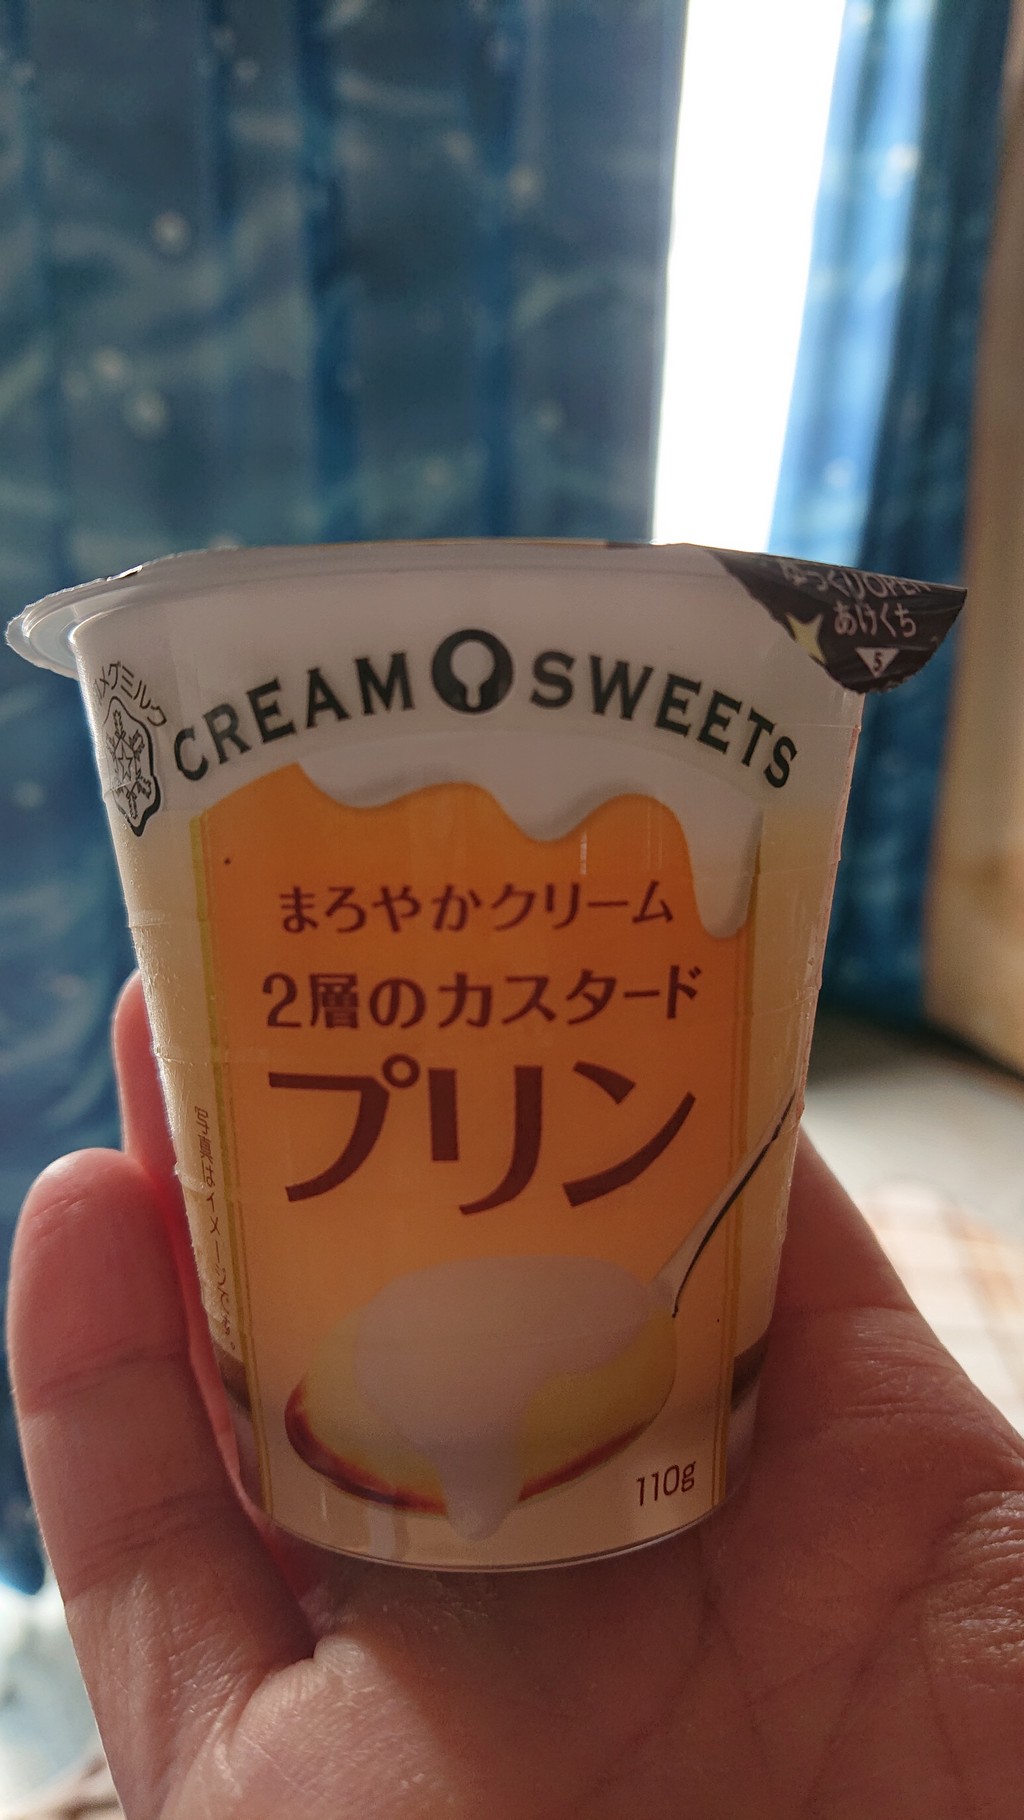 あけくち
5
メグミルク
CREAM SWEETS
まろやかクリーム
2層のカスタード
プリン
写真はイメージです。
110g